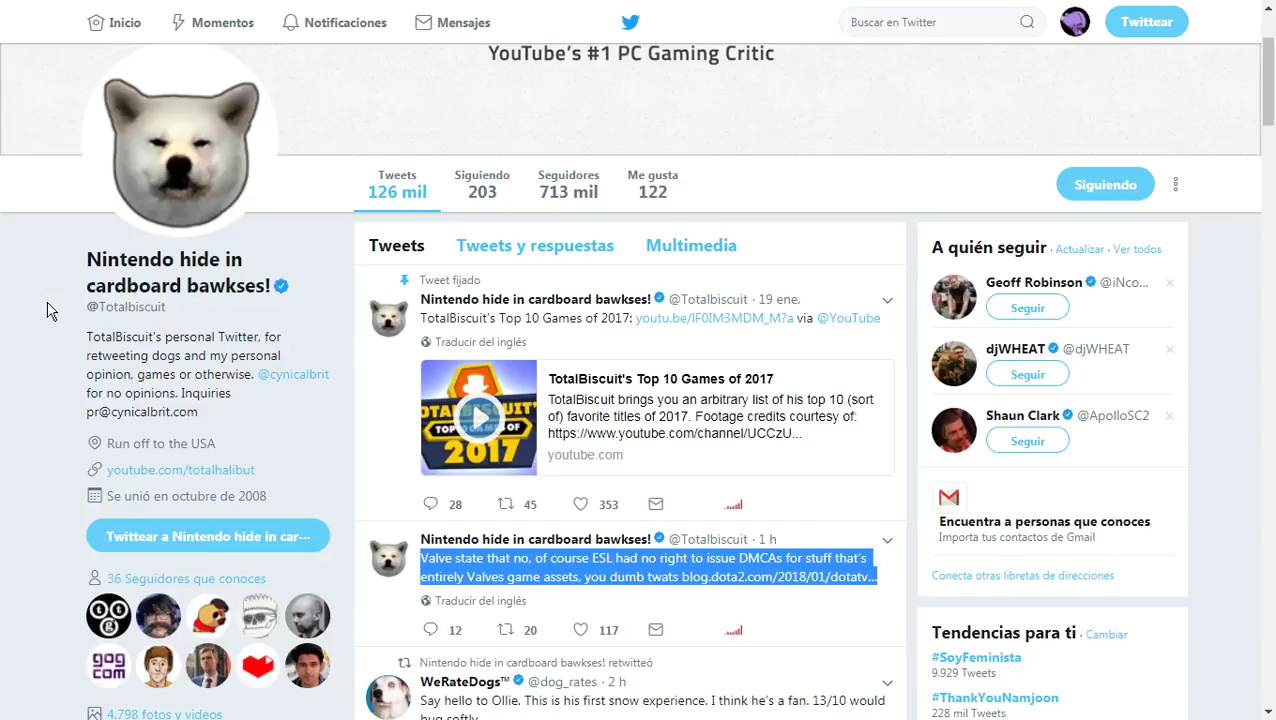 Inicio
Momentos
Notificaciones
Mensajes
Buscar en Twitter
Twittear
YouTube's #1 PC Gaming Critic
Tweets
126 mil
Siguiendo
203
Seguidores
713 mil
Me gusta
122
Siguiendo
Nintendo hide in
cardboard bawkses!
@Totalbiscuit
TotalBiscuit's personal Twitter, for
retweeting dogs and my personal
opinion, games or otherwise. @cynicalbrit
for no opinions. Inquiries
pr@cynicalbrit.com
Run off to the USA
youtube.com/totalhalibut
Se unió en octubre de 2008
Twittear a Nintendo hide in car···
36 Seguidores que conoces
gog
com
4.798 fotos y videos
Tweets
Tweets y respuestas
Multimedia
Tweet fijado
Nintendo hide in cardboard bawkses! @Totalbiscuit · 19 ene.
TotalBiscuit's Top 10 Games of 2017: youtu.be/lF0IM3MDM_M?a via @YouTube
Traducir del inglés
TOTALBISCUIT'S
TOP 10 GAMES OF
2017
TotalBiscuit's Top 10 Games of 2017
TotalBiscuit brings you an arbitrary list of his top 10 (sort
of) favorite titles of 2017. Footage credits courtesy of:
https://www.youtube.com/channel/UCCzU...
youtube.com
28
45
353
Nintendo hide in cardboard bawkses! @Totalbiscuit · 1 h
Valve state that no, of course ESL had no right to issue DMCAs for stuff that's
entirely Valves game assets, you dumb twats blog.dota2.com/2018/01/dotatv...
Traducir del inglés
12
20
117
Nintendo hide in cardboard bawkses! retwitteó
WeRateDogs™ @dog_rates · 2 h
Say hello to Ollie. This is his first snow experience. I think he's a fan. 13/10 would
hug softly
A quién seguir · Actualizar · Ver todos
Geoff Robinson @iNco...
Seguir
djWHEAT @djWHEAT
Seguir
Shaun Clark @ApolloSC2
Seguir
Encuentra a personas que conoces
Importa tus contactos de Gmail
Conecta otras libretas de direcciones
Tendencias para ti · Cambiar
#SoyFeminista
9.929 Tweets
#ThankYouNamjoon
228 mil Tweets